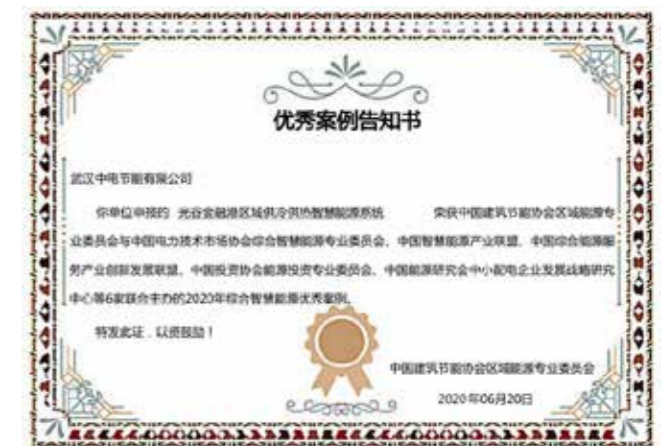 优秀案例告知书
武汉中电节能有限公司
你单位申报的 光谷金融港区域供冷供热智慧能源系统 荣获中国建筑节能协会区域能源专
业委员会与中国电力技术市场协会综合智慧能源专业委员会、中国智慧能源产业联盟、中国综合能源服
务产业创新发展联盟、中国投资协会能源投资专业委员会、中国能源研究会中小配电企业发展战略研究
中心等6家联合主办的2020年综合智慧能源优秀案例。
特发此证，以资鼓励！
中国建筑节能协会区域能源专业委员会
2020年06月20日